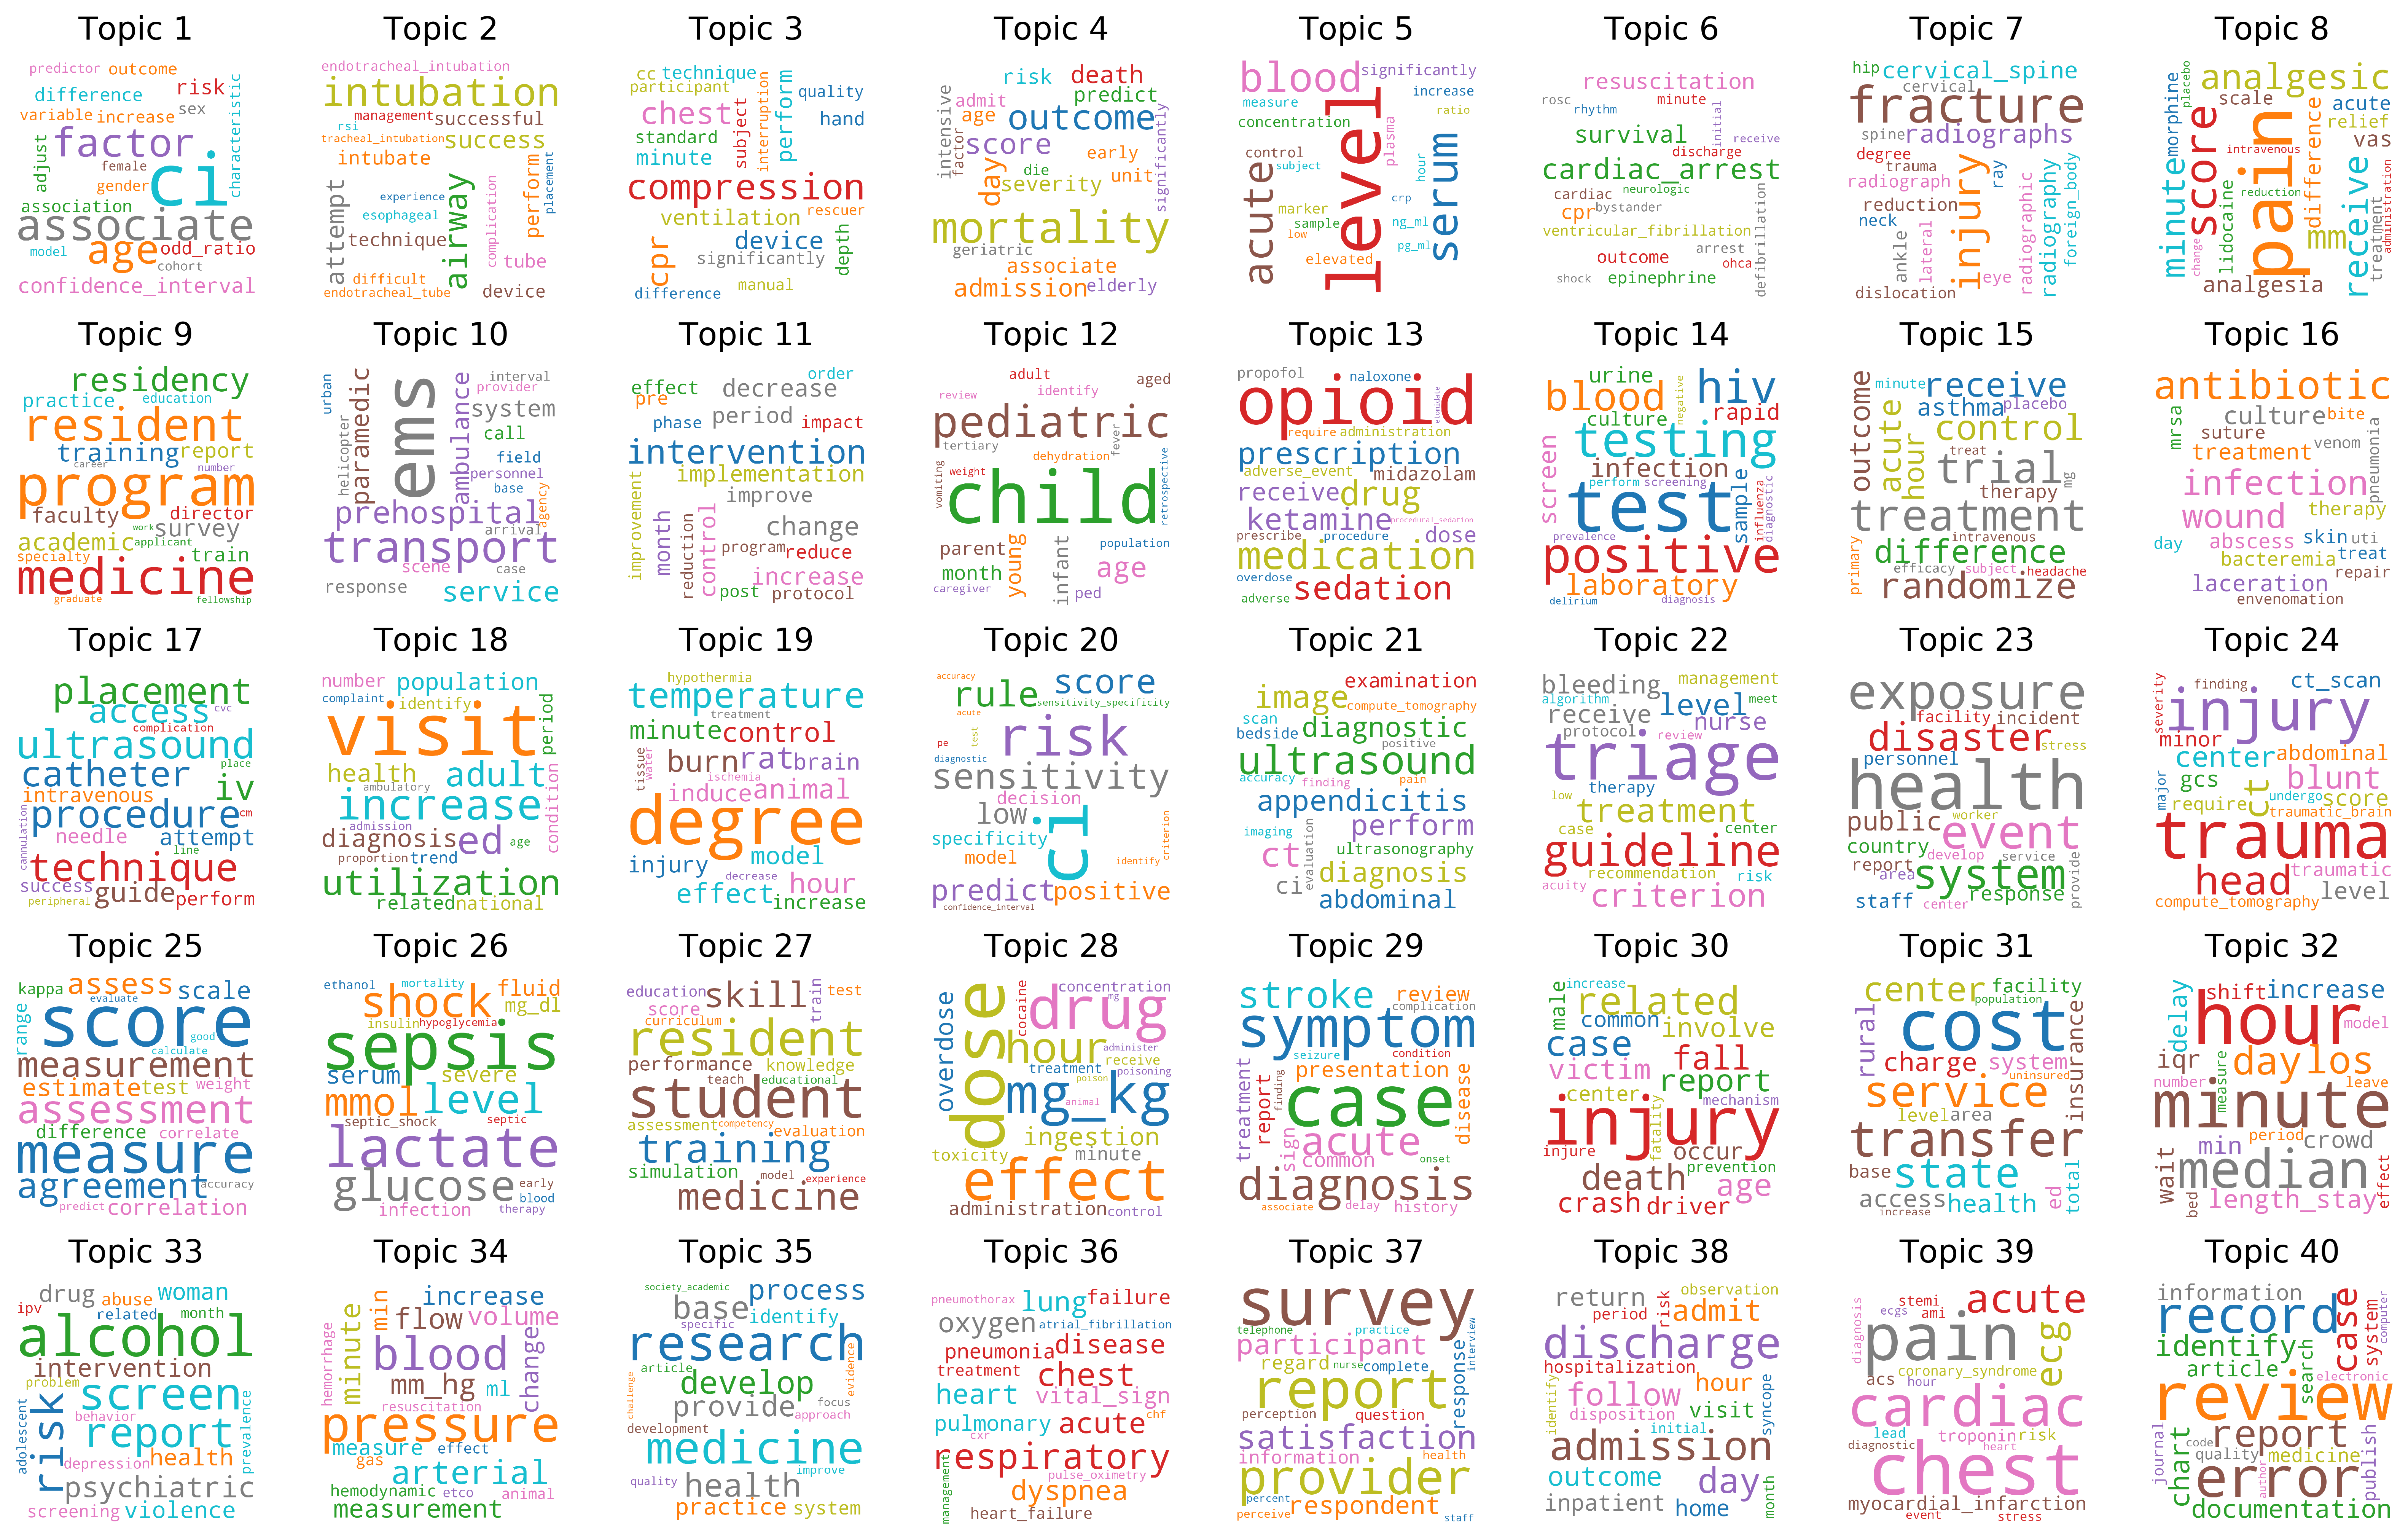 Topic 1
predictor outcome
risk
difference
characteristic
variable increase sex
adjust
factor
female
gender
ci
association
associate
model age odd_ratio
cohort
confidence_interval
Topic 2
endotracheal_intubation
intubation
management successful
rsi
tracheal_intubation success
intubate
perform
placement
attempt
experience
airway
complication
esophageal
technique
tube
difficult
endotracheal_tube device
Topic 3
cc technique
participant
interruption
perform
quality
chest
subject
hand
standard
minute
compression
ventilation rescuer
cpr
device
depth
significantly
manual
difference
Topic 4
risk death
predict
intensive
admit
age outcome
significantly
factor
score
day
early
die unit
severity
mortality
geriatric
associate
admission elderly
Topic 5
blood significantly
measure
level
increase
ratio
concentration
plasma
serum
acute
control
subject
hour
marker
crp
sample
ng_ml
low
pg_ml
elevated
Topic 6
resuscitation
rosc
minute
rhythm
initial
survival
receive
discharge
cardiac_arrest
cardiac neurologic
cpr bystander
defibrillation
ventricular_fibrillation
arrest
outcome ohca
shock epinephrine
Topic 7
hip cervical_spine
cervical
fracture
spine radiographs
degree
trauma
injury
ray
radiographic
radiography
foreign_body
radiograph
reduction
neck
ankle
lateral
eye
dislocation
Topic 8
minute
morphine
placebo
analgesic
scale
score
pain
difference
acute
relief
vas
intravenous
receive
treatment
administration
reduction
lidocaine
change
mm
analgesia
Topic 9
residency
practice education
resident
training report
career number
program
faculty director
work survey
academic applicant
specialty train
medicine
graduate fellowship
Topic 10
urban
helicopter
paramedic
ems
ambulance
interval
provider
system
call
field
personnel
base
agency
prehospital
arrival
transport
scene case
response service
Topic 11
order
effect decrease
pre
period
phase impact
intervention
implementation
improvement
improve
month
reduction
control
change
program reduce
increase
post protocol
Topic 12
adult aged
review identify
pediatric
tertiary fever
dehydration
vomiting
weight
child
retrospective
parent
month
young
infant
population
age
caregiver ped
Topic 13
propofol naloxone
opioid
etomidate
require administration
prescription
adverse_event midazolam
receive drug
ketamine procedural_sedation
prescribe procedure dose
medication
overdose
adverse sedation
Topic 14
urine hiv
blood negative
culture rapid
screen
testing
infection
perform screening
test
sample
influenza
diagnostic
prevalence
positive
laboratory
delirium diagnosis
Topic 15
outcome
minute receive
acute
asthma placebo
hour
control
treat
trial
mg
therapy
treatment
intravenous
primary
difference
efficacy subject headache
randomize
Topic 16
antibiotic
mrsa
culture bite
suture
venom
pneumonia
treatment
infection
wound therapy
day abscess skin uti
bacteremia treat
repair
laceration
envenomation
Topic 17
placement
access cvc
complication
ultrasound
place
catheter
intravenous iv
procedure cm
cannulation
needle attempt
line
technique
success guide perform
peripheral
Topic 18
number population
complaint identify
visit
period
health adult
ambulatory
condition
increase
admission
diagnosis ed age
proportion trend
utilization
related national
Topic 19
hypothermia
temperature
treatment
minute control
tissue
water
burn rat brain
ischemia
induce animal
degree
injury model
decrease
effect hour
increase
Topic 20
accuracy
rule score
sensitivity_specificity
acute
pe
test
risk
diagnostic
sensitivity
decision
low
ci
specificity
criterion
model
identify
predict positive
confidence_interval
Topic 21
examination
image compute_tomography
scan
bedside diagnostic
positive
ultrasound
accuracy finding pain
appendicitis
imaging
evaluation
perform
ct ultrasonography
ci diagnosis
abdominal
Topic 22
bleeding management
algorithm
receive level meet
protocol nurse
review
triage
therapy
low
treatment
case center
guideline
recommendation risk
acuity
criterion
Topic 23
exposure
facility incident
disaster stress
personnel
health
public worker
event
country develop service
report
area system
provide
response
staff center
Topic 24
severity
finding ct_scan
injury
minor
center abdominal
major
gcs
blunt
require
ct
undergo score
traumatic_brain
trauma
head traumatic
level
compute_tomography
Topic 25
kappa assess scale
evaluate
range
score
good
calculate
measurement
estimate test weight
assessment
difference correlate
measure
agreement accuracy
predict correlation
Topic 26
ethanol mortality
fluid
shock mg_dl
insulin hypoglycemia
sepsis
serum severe
mmol level
septic_shock septic
lactate
glucose early
blood
infection therapy
Topic 27
education skill train test
score
curriculum
resident
performance knowledge
teach educational
student
assessment competency evaluation
training
simulation model experience
medicine
Topic 28
overdose
dose
cocaine
concentration
mg
drug
hour administer
receive
treatment poisoning
poison
mg_kg
animal
ingestion
toxicity minute
effect
administration control
Topic 29
stroke review
complication
symptom
seizure condition
treatment
presentation
report
finding
case
disease
sign
acute
common onset
diagnosis
associate delay history
Topic 30
male
increase
related
common involve
case fall
victim report
center mechanism
injury
fatality
injure occur
death prevention
age
crash driver
Topic 31
center facility
population
rural
cost
insurance
charge system
uninsured
service
level area
transfer
base state
access health
ed
total
increase
Topic 32
delay
shift increase
hour model
iqr day los
number leave
measure
minute
wait
min period crowd
median
bed
length_stay
effect
Topic 33
drug woman
ipv abuse
related month
alcohol
intervention
problem
risk
screen
behavior
adolescent
report
prevalence
depression health
psychiatric
screening violence
Topic 34
hemorrhage
minute
min
increase
flow volume
blood
change
mm_hg ml
resuscitation
pressure
measure effect
gas
arterial
hemodynamic etco animal
measurement
Topic 35
society_academic process
base identify
specific
research
article
evidence
challenge
develop
provide focus
approach
development
medicine
health improve
quality
practice system
Topic 36
pneumothorax lung failure
oxygen atrial_fibrillation
pneumonia disease
treatment chest
heart vital_sign
pulmonary acute chf
cxr
respiratory
management
pulse_oximetry
dyspnea
heart_failure
Topic 37
survey
telephone practice
participant
response
interview
regard nurse complete
report
perception question
satisfaction
information health
provider
percent
perceive respondent staff
Topic 38
observation
return risk
period admit
discharge
hospitalization
identify
follow hour
disposition visit
syncope
initial
admission
outcome day
month
inpatient home
Topic 39
diagnosis
ecgs stemi acute
ami
pain
ecg
coronary_syndrome
acs hour
cardiac
lead troponin risk
diagnostic heart
chest
myocardial_infarction
event stress
Topic 40
information
record
case
system
computer
identify
article
search
electronic
review
journal
chart
code report
quality medicine
publish
error
author
documentation